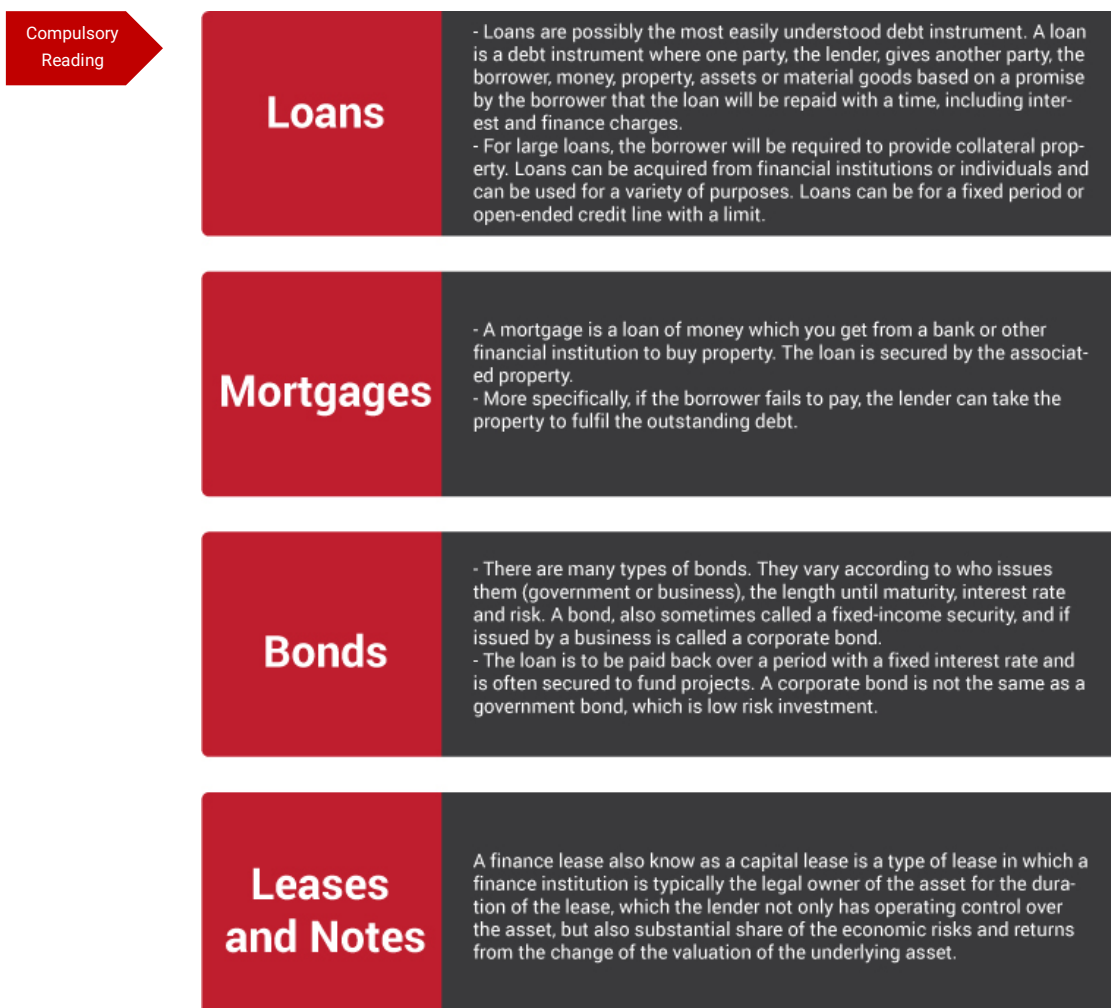 Compulsory
Reading
Loans
- Loans are possibly the most easily understood debt instrument. A loan
is a debt instrument where one party, the lender, gives another party, the
borrower, money, property, assets or material goods based on a promise
by the borrower that the loan will be repaid with a time, including inter-
est and finance charges.
- For large loans, the borrower will be required to provide collateral prop-
erty. Loans can be acquired from financial institutions or individuals and
can be used for a variety of purposes. Loans can be for a fixed period or
open-ended credit line with a limit.
Mortgages
- A mortgage is a loan of money which you get from a bank or other
financial institution to buy property. The loan is secured by the associat-
ed property.
- More specifically, if the borrower fails to pay, the lender can take the
property to fulfil the outstanding debt.
Bonds
- There are many types of bonds. They vary according to who issues
them (government or business), the length until maturity, interest rate
and risk. A bond, also sometimes called a fixed-income security, and if
issued by a business is called a corporate bond.
- The loan is to be paid back over a period with a fixed interest rate and
is often secured to fund projects. A corporate bond is not the same as a
government bond, which is low risk investment.
Leases
and Notes
A finance lease also know as a capital lease is a type of lease in which a
finance institution is typically the legal owner of the asset for the dura-
tion of the lease, which the lender not only has operating control over
the asset, but also substantial share of the economic risks and returns
from the change of the valuation of the underlying asset.